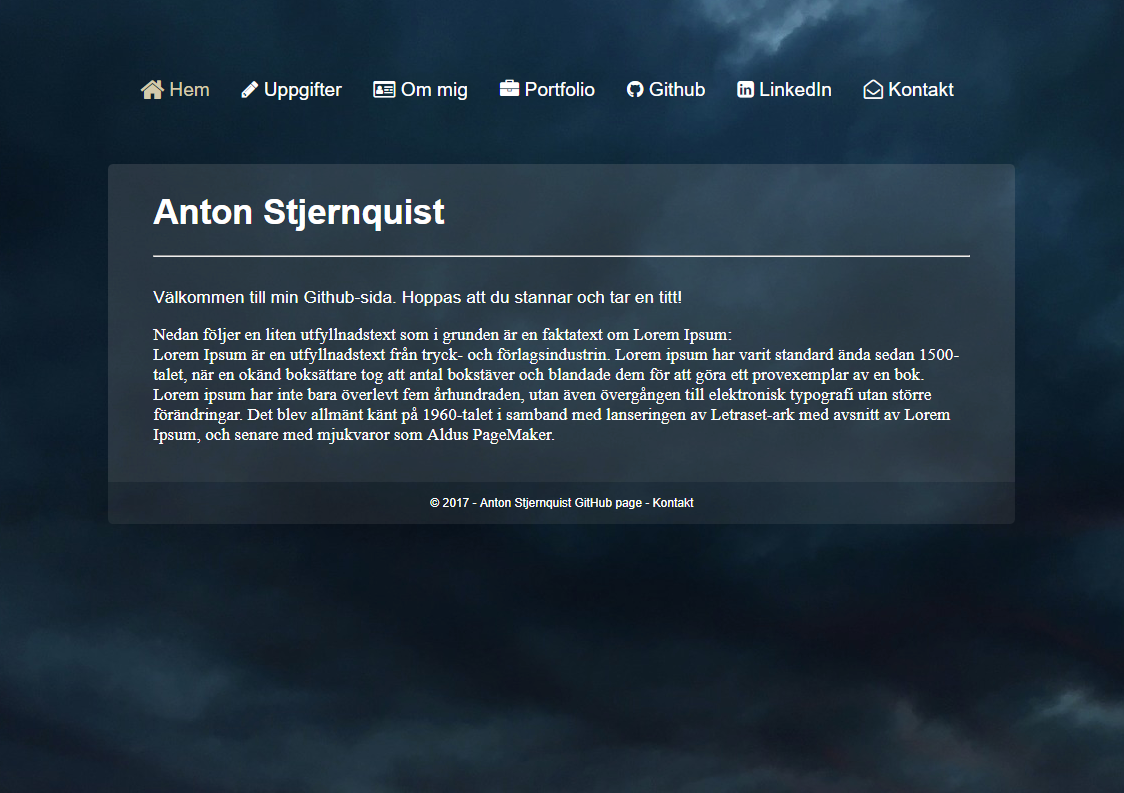 Hem Uppgifter Om mig Portfolio Github LinkedIn Kontakt
Anton Stjernquist
Välkommen till min Github-sida. Hoppas att du stannar och tar en titt!
Nedan följer en liten utfyllnadstext som i grunden är en faktatext om Lorem Ipsum:
Lorem Ipsum är en utfyllnadstext från tryck- och förlagsindustrin. Lorem ipsum har varit standard ända sedan 1500-
talet, när en okänd boksättare tog att antal bokstäver och blandade dem för att göra ett provexemplar av en bok.
Lorem ipsum har inte bara överlevt fem århundraden, utan även övergången till elektronisk typografi utan större
förändringar. Det blev allmänt känt på 1960-talet i samband med lanseringen av Letraset-ark med avsnitt av Lorem
Ipsum, och senare med mjukvaror som Aldus PageMaker.
© 2017 - Anton Stjernquist GitHub page - Kontakt